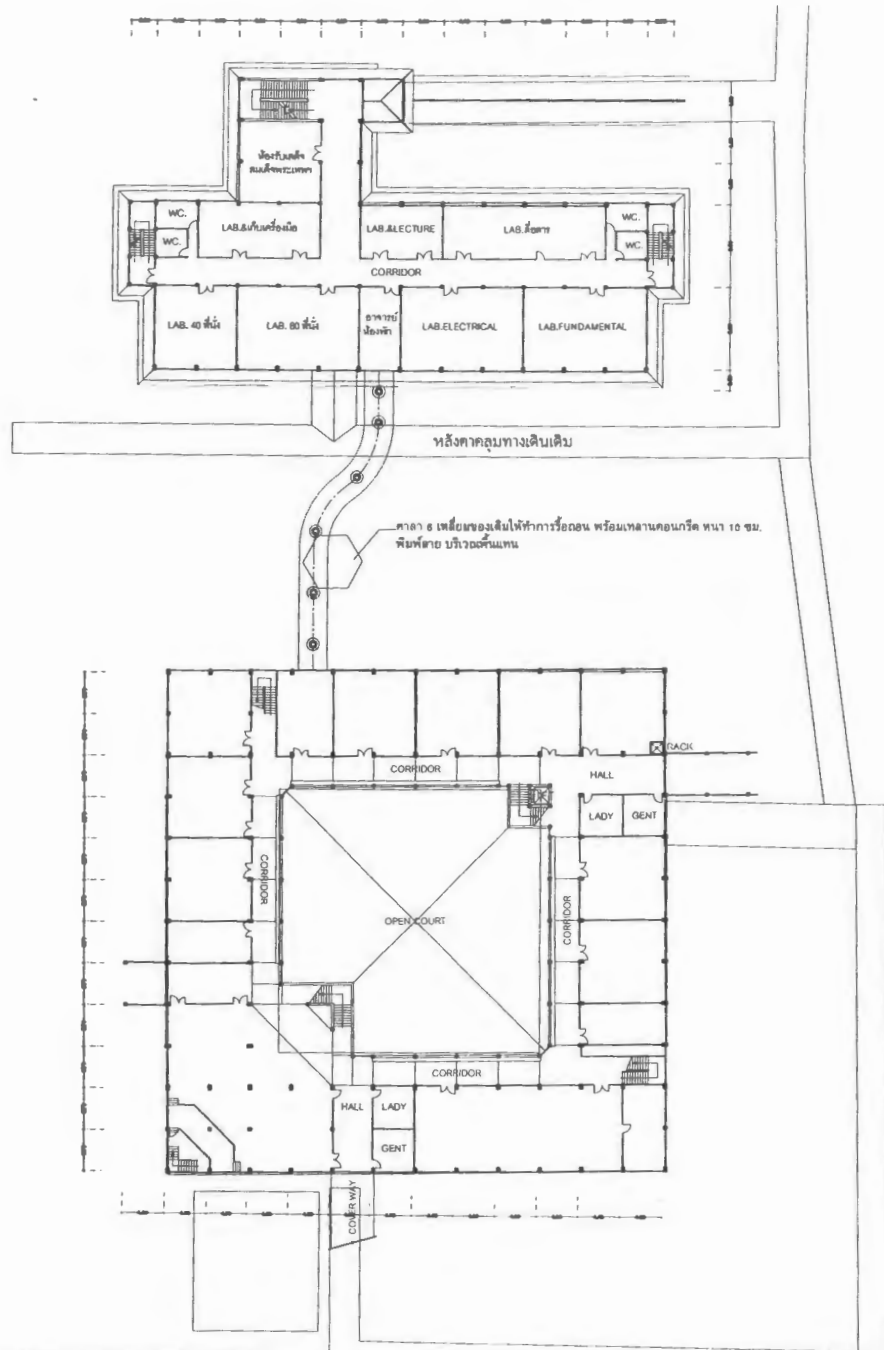 ห้องรับเสด็จ
สมเด็จพระเทพฯ
WC.
WC.
LAB.&เก็บเครื่องมือ
LAB.&LECTURE
LAB.สื่อสาร
WC.
WC.
CORRIDOR
LAB. 40 ที่นั่ง
LAB. 80 ที่นั่ง
อาจารย์
ห้องพัก
LAB.ELECTRICAL
LAB.FUNDAMENTAL
หลังคาคลุมทางเดินเดิม
ศาลา 6 เหลี่ยมของเดิมให้ทำการรื้อถอน พร้อมเทลานคอนกรีต หนา 10 ซม.
พิมพ์ลาย บริเวณพื้นแทน
RACK
CORRIDOR
HALL
LADY
GENT
CORRIDOR
CORRIDOR
OPEN COURT
CORRIDOR
HALL
LADY
GENT
COVER WAY